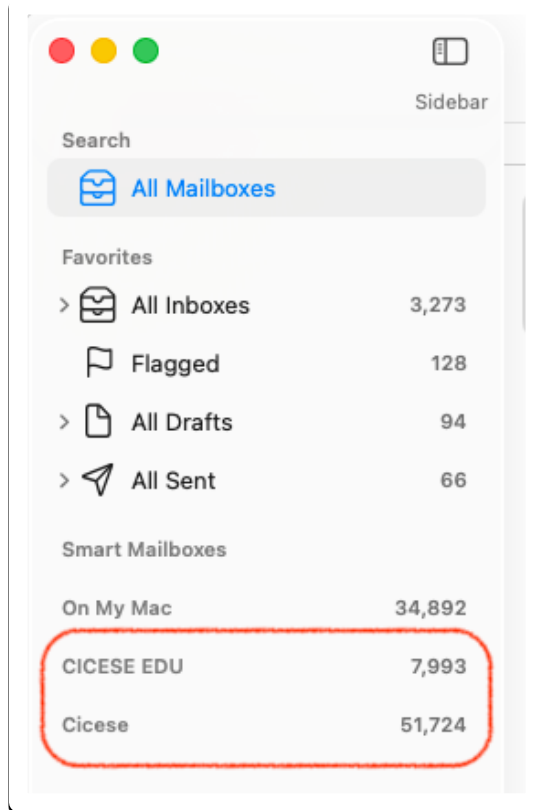 Sidebar
Search
All Mailboxes
Favorites
All Inboxes 3,273
Flagged 128
All Drafts 94
All Sent 66
Smart Mailboxes
On My Mac 34,892
CICESE EDU 7,993
Cicese 51,724